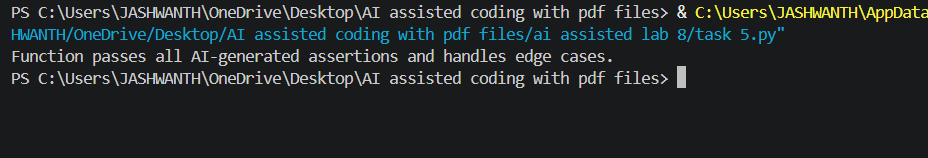 PS C:\Users\JASHWANTH\OneDrive\Desktop\AI assisted coding with pdf files> & C:\Users\JASHWANTH\AppData
HWANTH/OneDrive/Desktop/AI assisted coding with pdf files/ai assisted lab 8/task 5.py"
Function passes all AI-generated assertions and handles edge cases.
PS C:\Users\JASHWANTH\OneDrive\Desktop\AI assisted coding with pdf files>